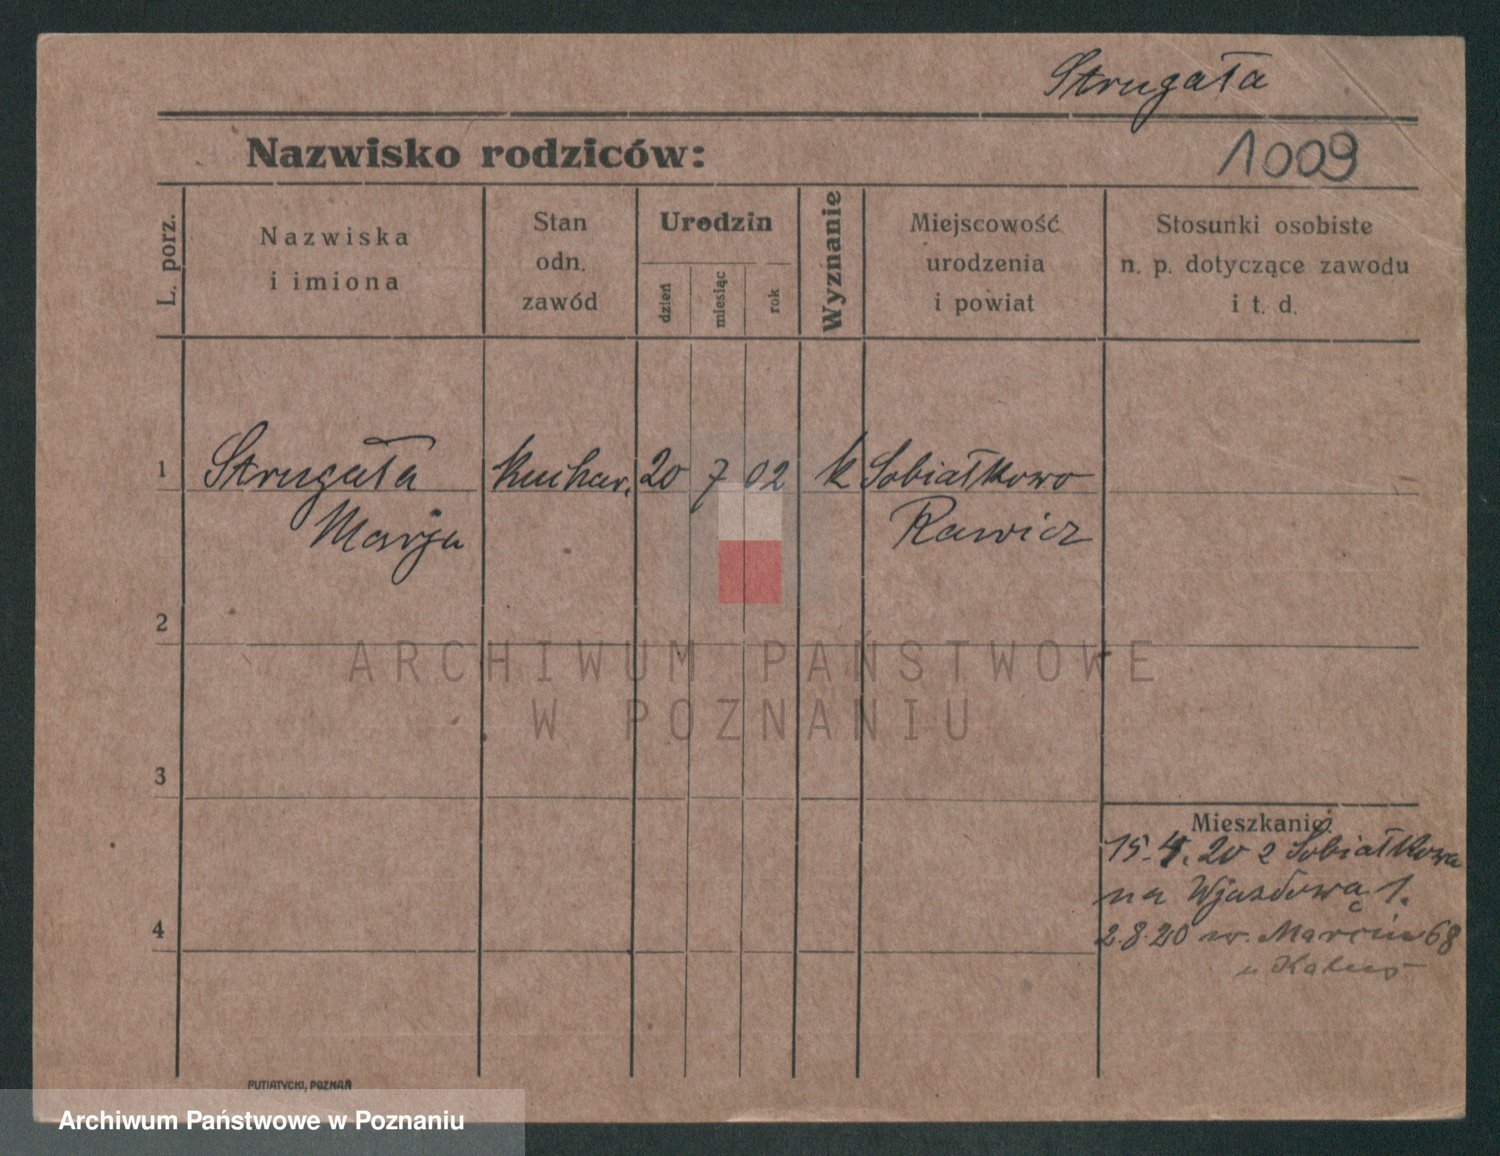 Strugała
Nazwisko rodziców:
1009
L. porz.
Nazwiska
i imiona
Stan
odn.
zawód
Urodzin
dzień
miesiąc
rok
Wyznanie
Miejscowość
urodzenia
i powiat
Stosunki osobiste
n. p. dotyczące zawodu
i t. d.
1 Strugała kuchar. 20 7 02 k Sobiałkowo
Marja Rawicz
2
3
4
ARCHIWUM PAŃSTWOWE
W POZNANIU
Mieszkanie:
15.4.20 z Sobiałkowa
na Wjazdową 1.
2.8.20 św. Marcin 68
PUTIATYCKI, POZNAŃ
Archiwum Państwowe w Poznaniu